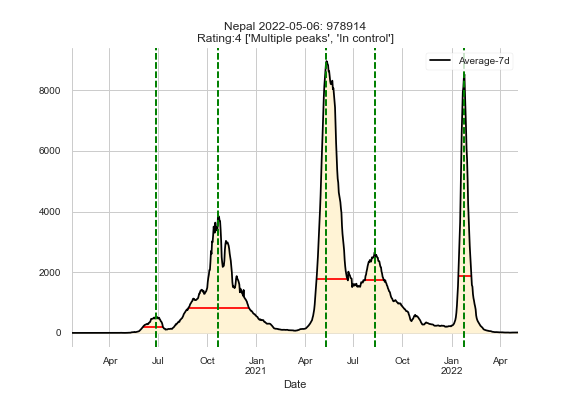 Nepal 2022-05-06: 978914
Rating:4 ['Multiple peaks', 'In control']
Average-7d
8000
6000
4000
2000
0
Apr Jul Oct Jan Apr Jul Oct Jan Apr
2021 2022
Date